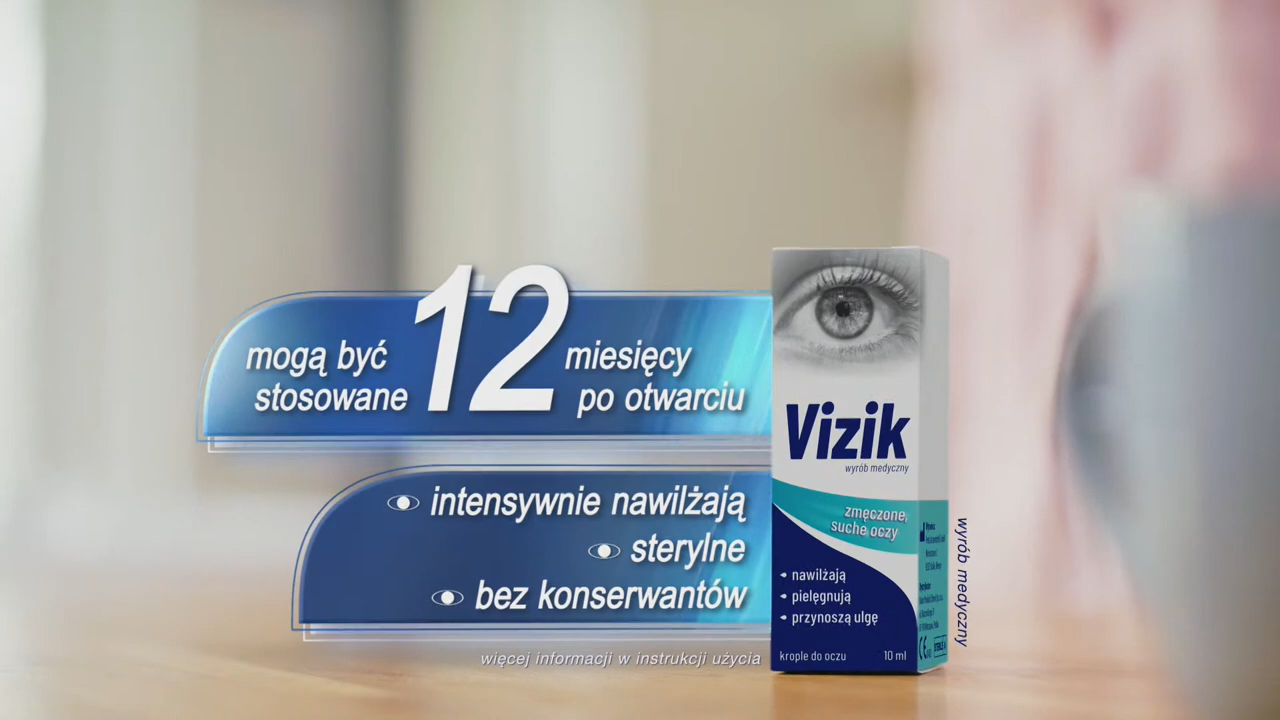 mogą być
stosowane
12
miesięcy
po otwarciu
intensywnie nawilżają
sterylne
bez konserwantów
więcej informacji w instrukcji użycia
Vizik
wyrób medyczny
zmęczone,
suche oczy
nawilżają
pielęgnują
przynoszą ulgę
krople do oczu
10 ml
wyrób medyczny